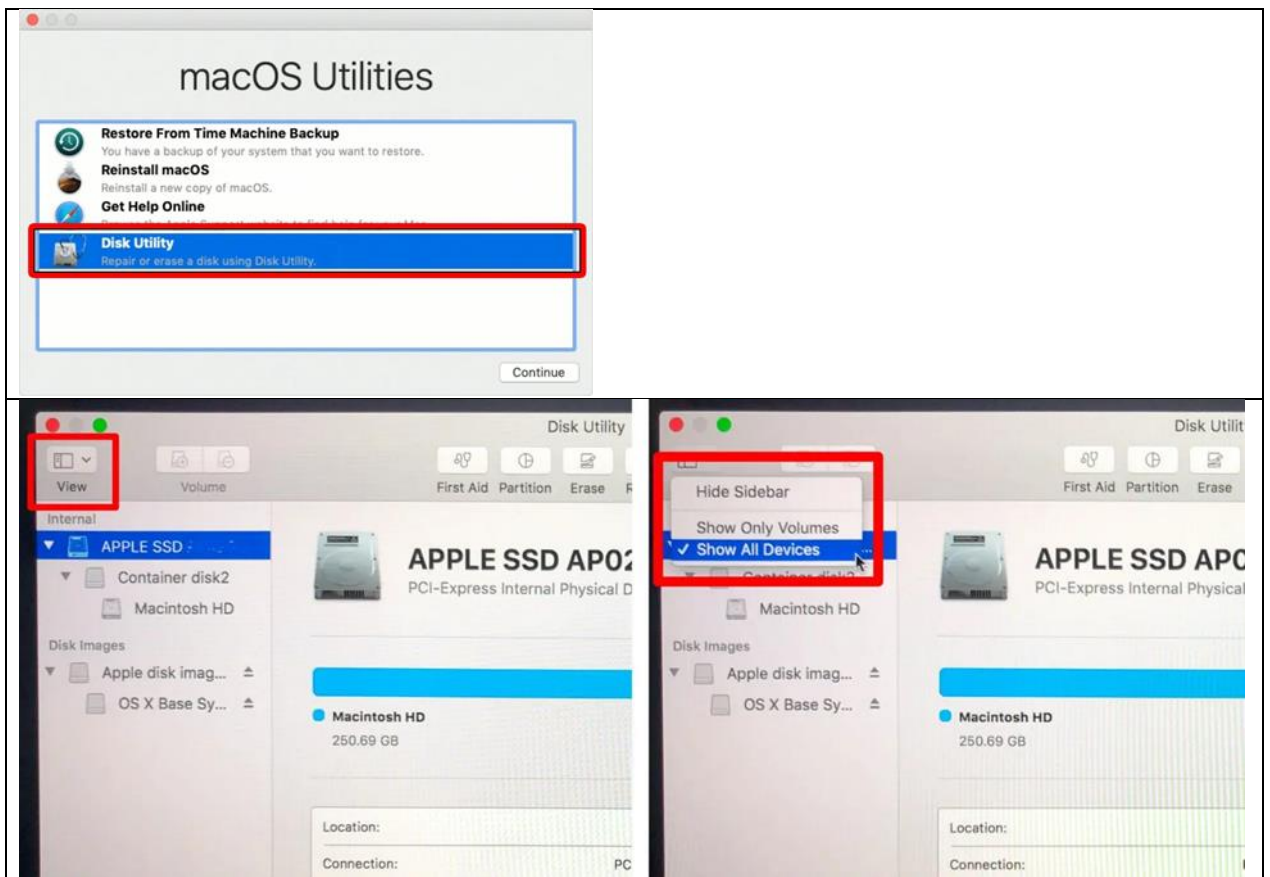 macOS Utilities
Restore From Time Machine Backup
You have a backup of your system that you want to restore.
Reinstall macOS
Reinstall a new copy of macOS.
Get Help Online
Disk Utility
Repair or erase a disk using Disk Utility.
Continue
Disk Utility
View
Volume
First Aid Partition Erase
Internal
APPLE SSD
Container disk2
Macintosh HD
Disk Images
Apple disk imag...
OS X Base Sy...
APPLE SSD AP02
PCI-Express Internal Physical D
Macintosh HD
250.69 GB
Location:
Connection:
PC
Disk Utilit
First Aid Partition Erase
Hide Sidebar
Show Only Volumes
Show All Devices
Macintosh HD
Disk Images
Apple disk imag...
OS X Base Sy...
APPLE SSD APC
PCI-Express Internal Physical
Macintosh HD
250.69 GB
Location:
Connection: